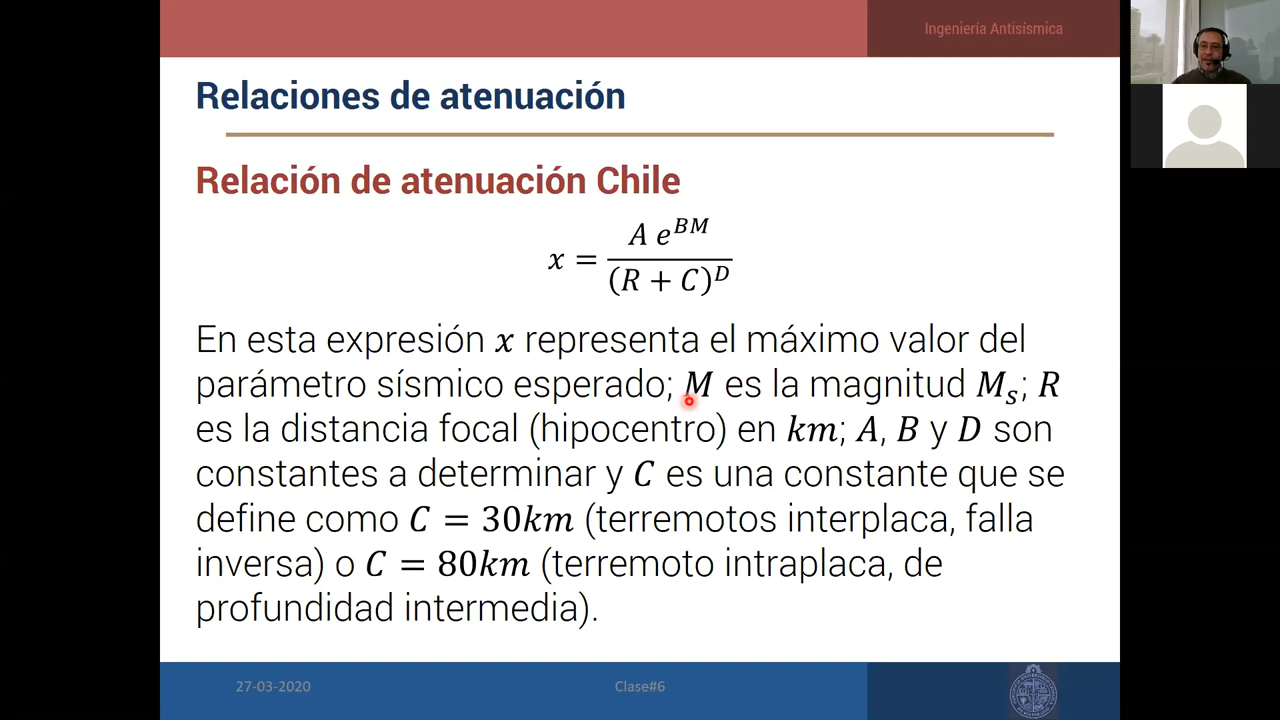 Ingeniería Antisísmica
Relaciones de atenuación
Relación de atenuación Chile
x = A e^{BM} / (R + C)^D
En esta expresión x representa el máximo valor del
parámetro sísmico esperado; M es la magnitud M_s; R
es la distancia focal (hipocentro) en km; A, B y D son
constantes a determinar y C es una constante que se
define como C = 30km (terremotos interplaca, falla
inversa) o C = 80km (terremoto intraplaca, de
profundidad intermedia).
27-03-2020
Clase#6